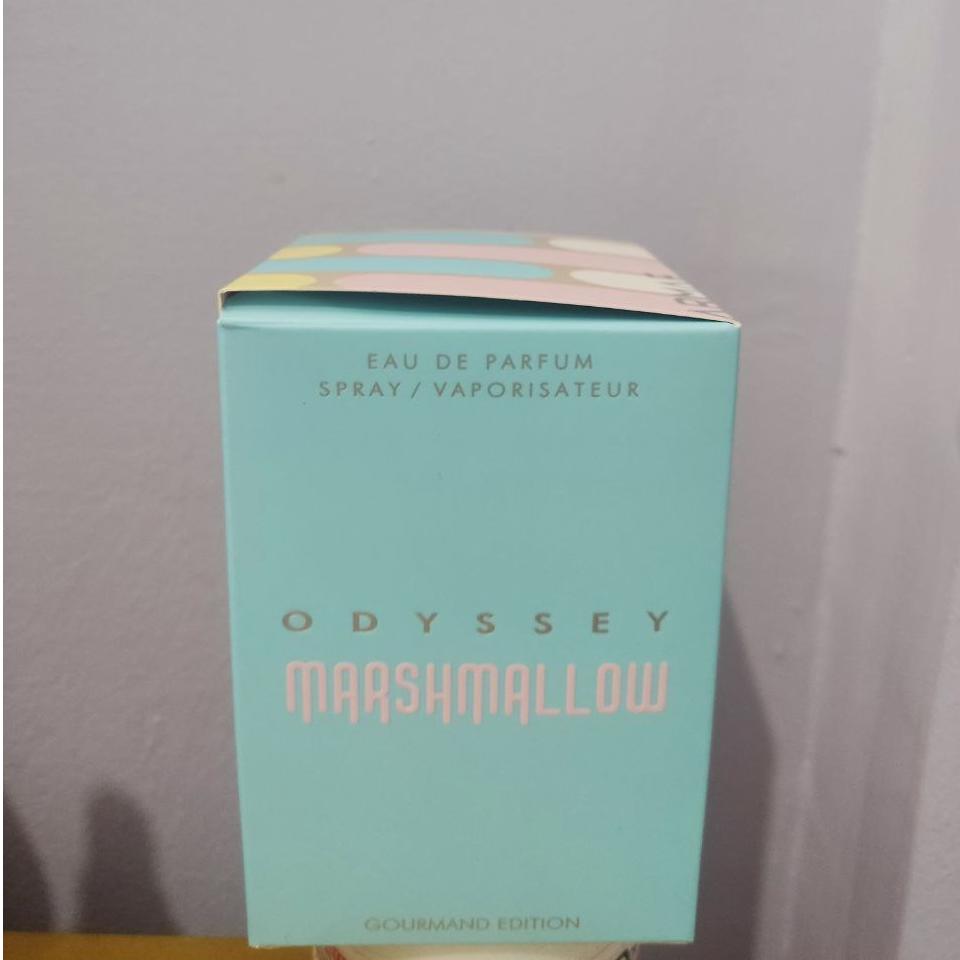 EAU DE PARFUM
SPRAY / VAPORISATEUR
ODYSSEY
MARSHMALLOW
GOURMAND EDITION